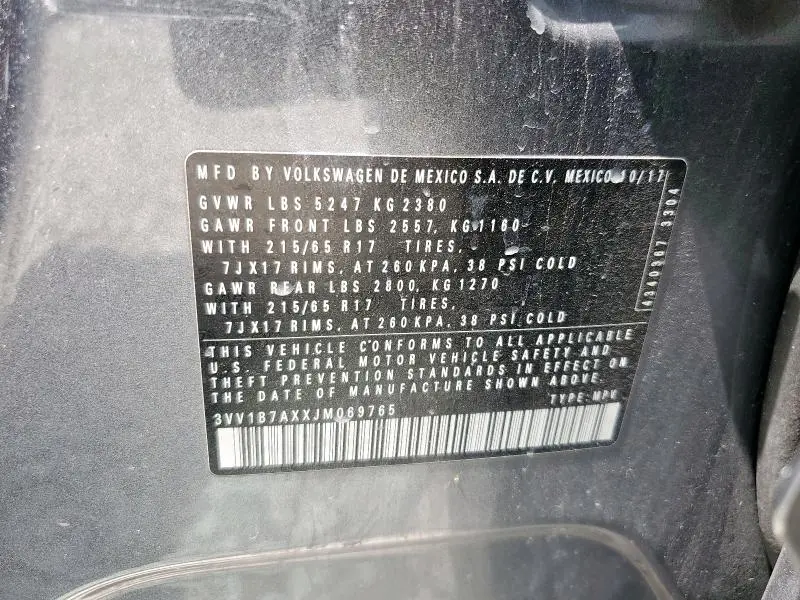 MFD BY VOLKSWAGEN DE MEXICO S.A. DE C.V. MEXICO 10/17
GVWR LBS 5247 KG 2380
GAWR FRONT LBS 2557, KG 1160
WITH 215/65 R17 TIRES,
7JX17 RIMS, AT 260 KPA, 38 PSI COLD
GAWR REAR LBS 2800, KG 1270
WITH 215/65 R17 TIRES,
7JX17 RIMS, AT 260 KPA, 38 PSI COLD
THIS VEHICLE CONFORMS TO ALL APPLICABLE
U.S. FEDERAL MOTOR VEHICLE SAFETY AND
THEFT PREVENTION STANDARDS IN EFFECT ON
THE DATE OF MANUFACTURE SHOWN ABOVE.
3VV1B7AXXJM069765 TYPE: MPV
3304